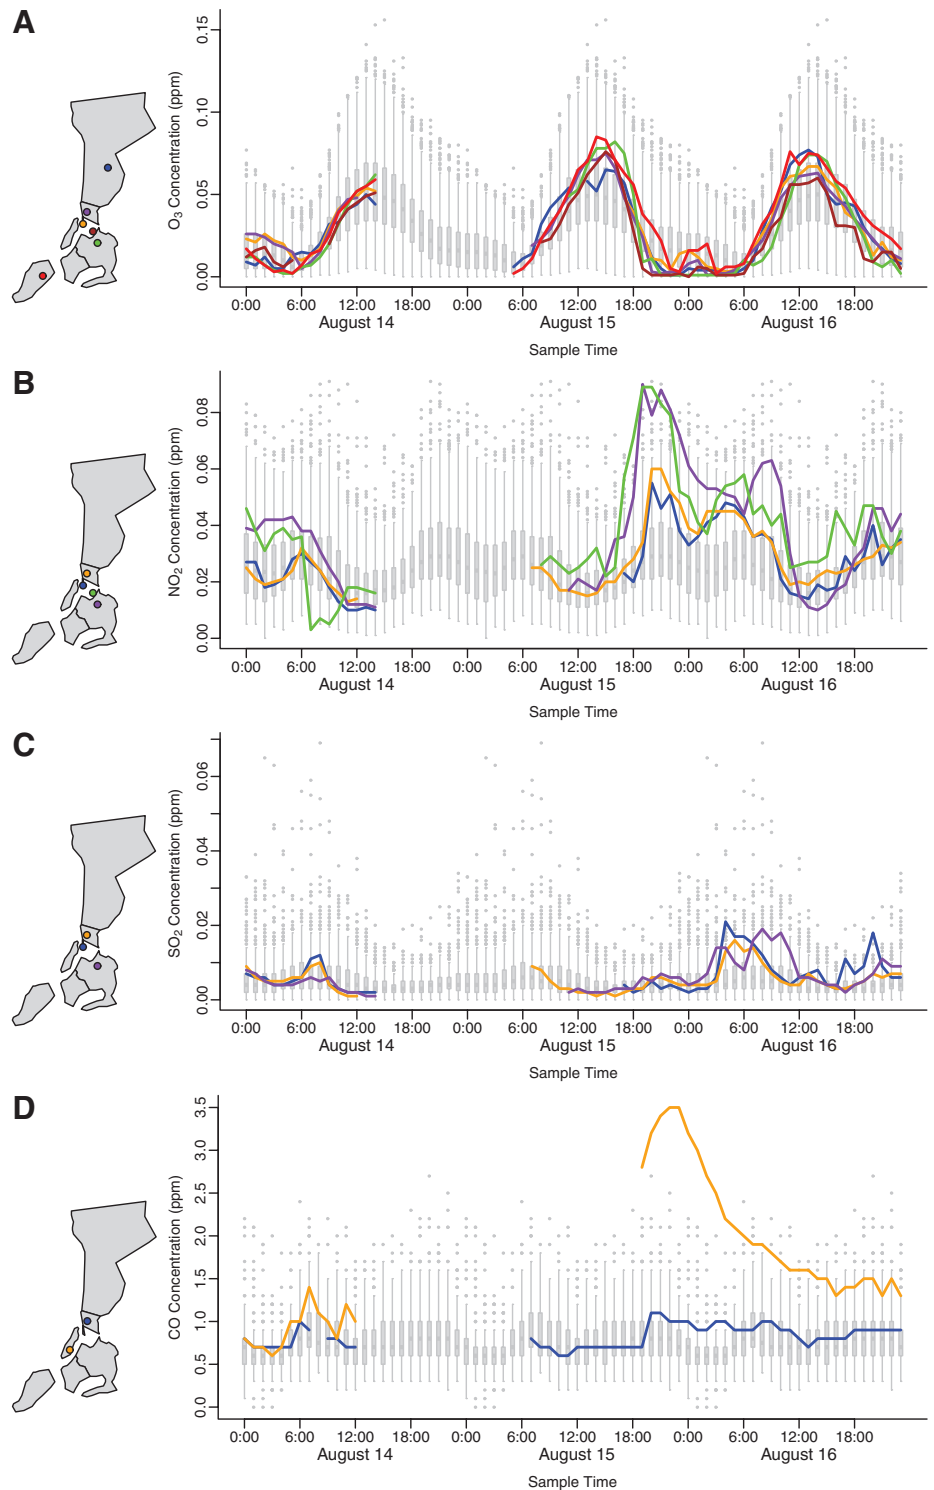 A
O3 Concentration (ppm)
0.15
0.10
0.05
0.00
0:00 6:00 12:00 18:00 0:00 6:00 12:00 18:00 0:00 6:00 12:00 18:00
August 14 August 15 August 16
Sample Time
B
NO2 Concentration (ppm)
0.08
0.06
0.04
0.02
0.00
0:00 6:00 12:00 18:00 0:00 6:00 12:00 18:00 0:00 6:00 12:00 18:00
August 14 August 15 August 16
Sample Time
C
SO2 Concentration (ppm)
0.06
0.04
0.02
0.00
0:00 6:00 12:00 18:00 0:00 6:00 12:00 18:00 0:00 6:00 12:00 18:00
August 14 August 15 August 16
Sample Time
D
CO Concentration (ppm)
3.5
3.0
2.5
2.0
1.5
1.0
0.5
0.0
0:00 6:00 12:00 18:00 0:00 6:00 12:00 18:00 0:00 6:00 12:00 18:00
August 14 August 15 August 16
Sample Time